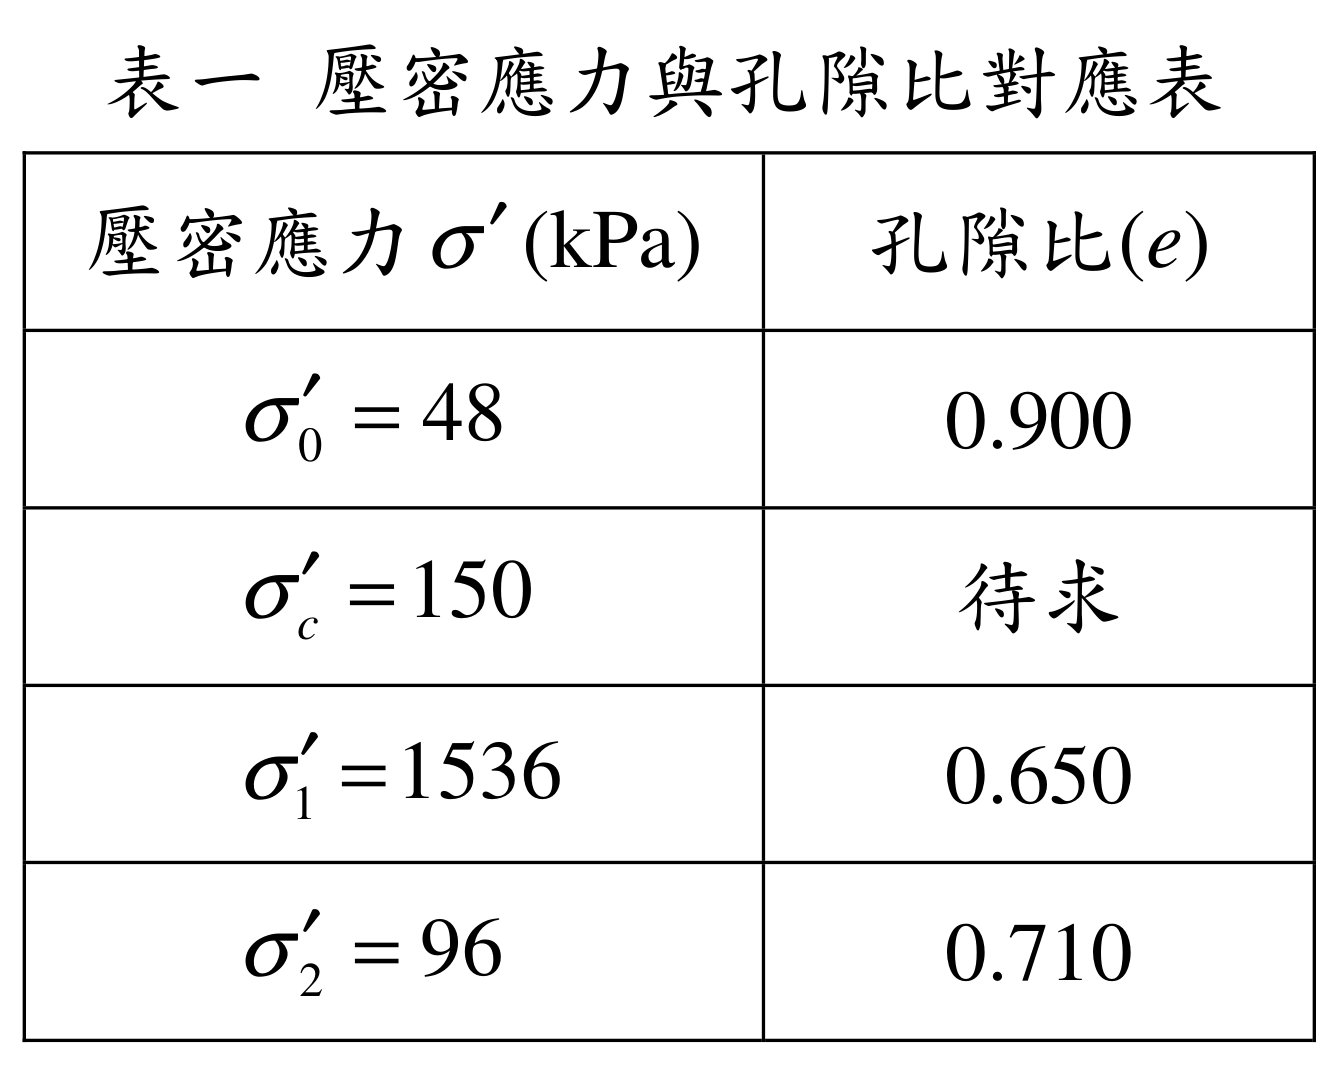 表一 壓密應力與孔隙比對應表
壓密應力 σ′(kPa) 孔隙比(e)
σ′₀ = 48 0.900
σ′c = 150 待求
σ′₁ = 1536 0.650
σ′₂ = 96 0.710